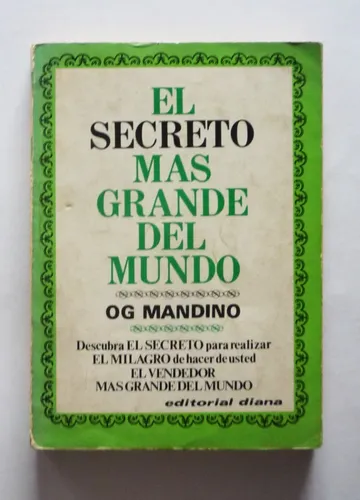 EL
SECRETO
MAS
GRANDE
DEL
MUNDO
OG MANDINO
Descubra EL SECRETO para realizar
EL MILAGRO de hacer de usted
EL VENDEDOR
MAS GRANDE DEL MUNDO
editorial diana